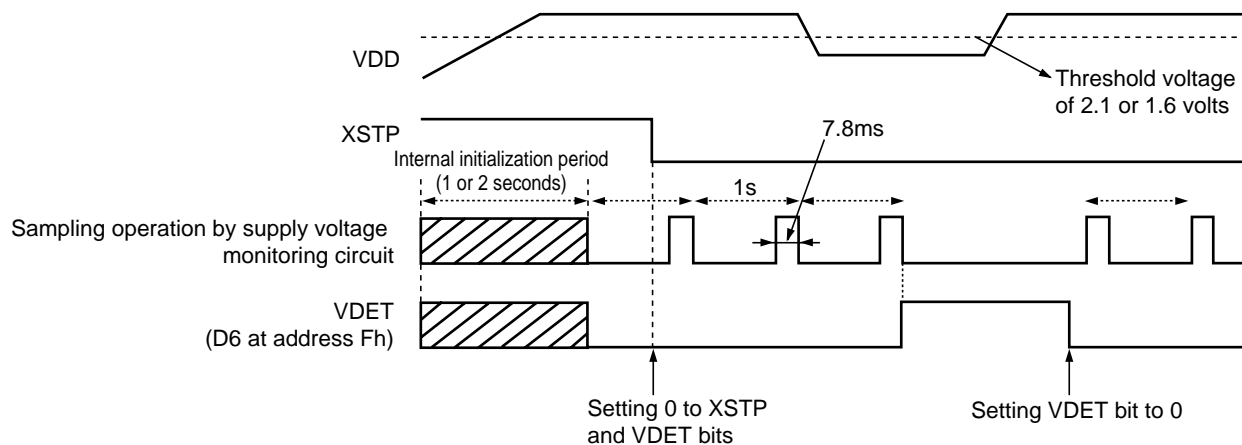 VDD
Threshold voltage
of 2.1 or 1.6 volts
XSTP
7.8ms
Internal initialization period
(1 or 2 seconds)
1s
Sampling operation by supply voltage
monitoring circuit
VDET
(D6 at address Fh)
Setting 0 to XSTP
and VDET bits
Setting VDET bit to 0